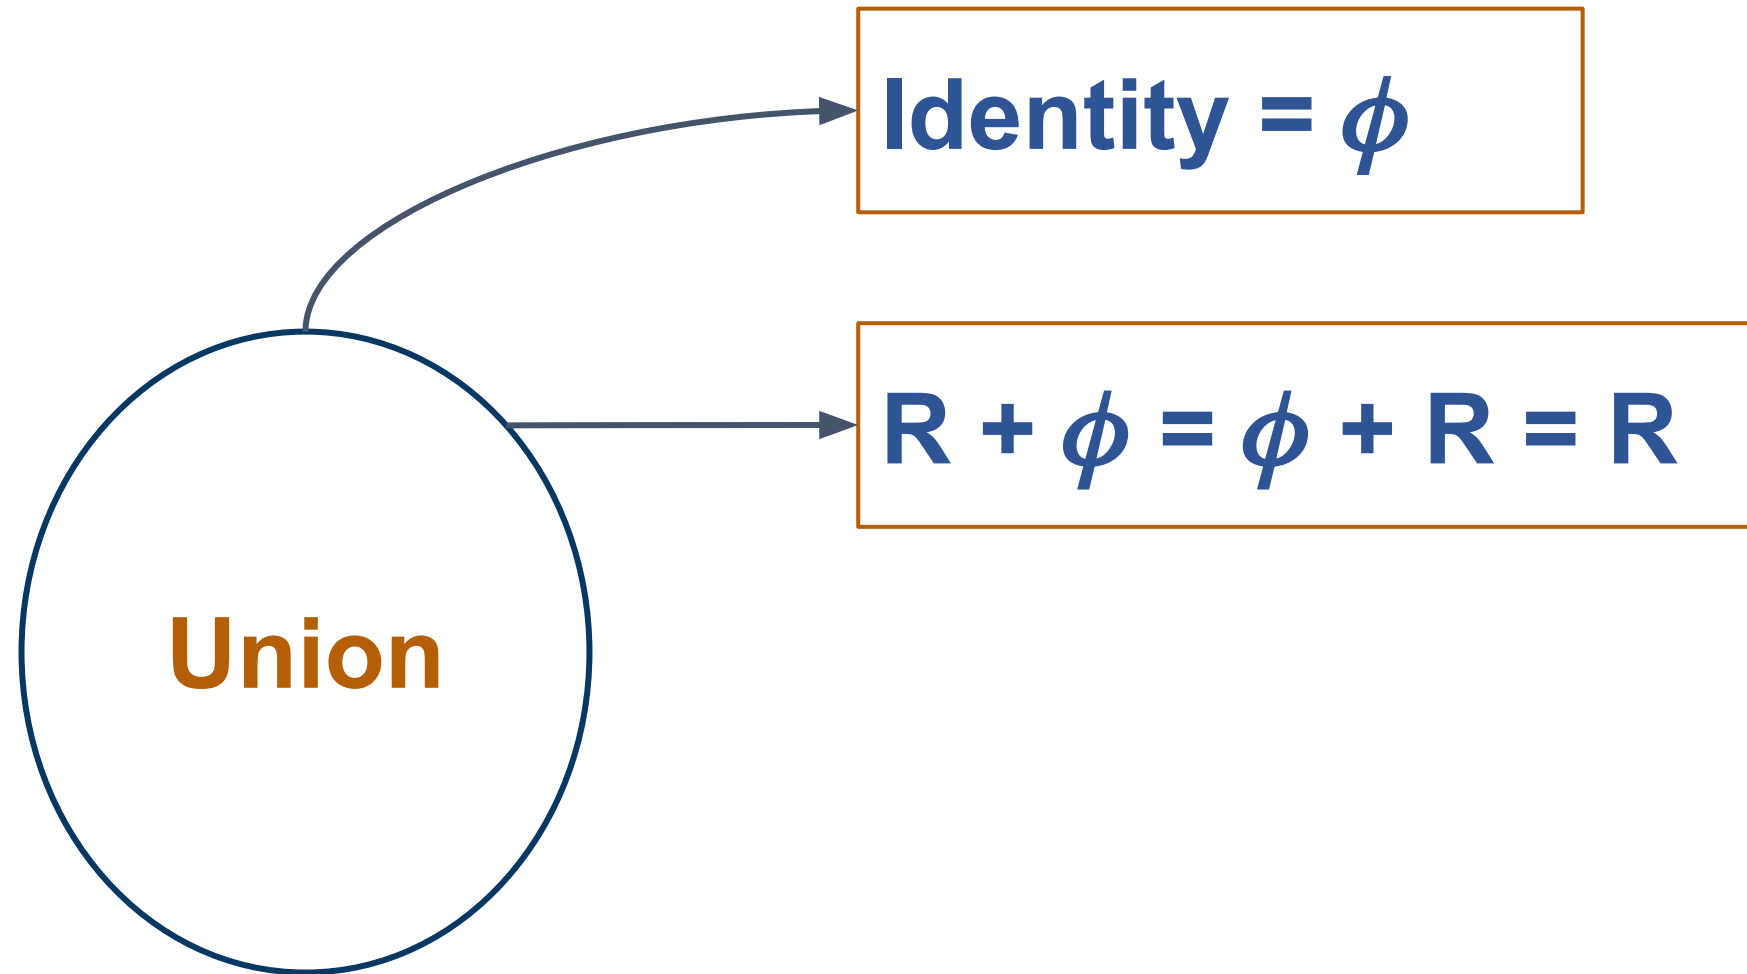 Identity = ϕ
R + ϕ = ϕ + R = R
Union